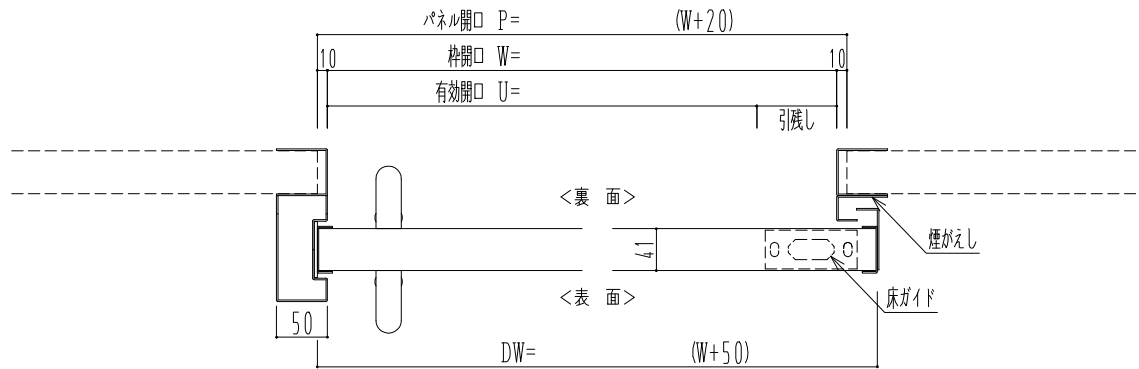 パネル開口 P= (W+20)
10 枠開口 W= 10
有効開口 U=
引残し
<裏 面>
煙がえし
41
<表 面>
床ガイド
50
DW= (W+50)